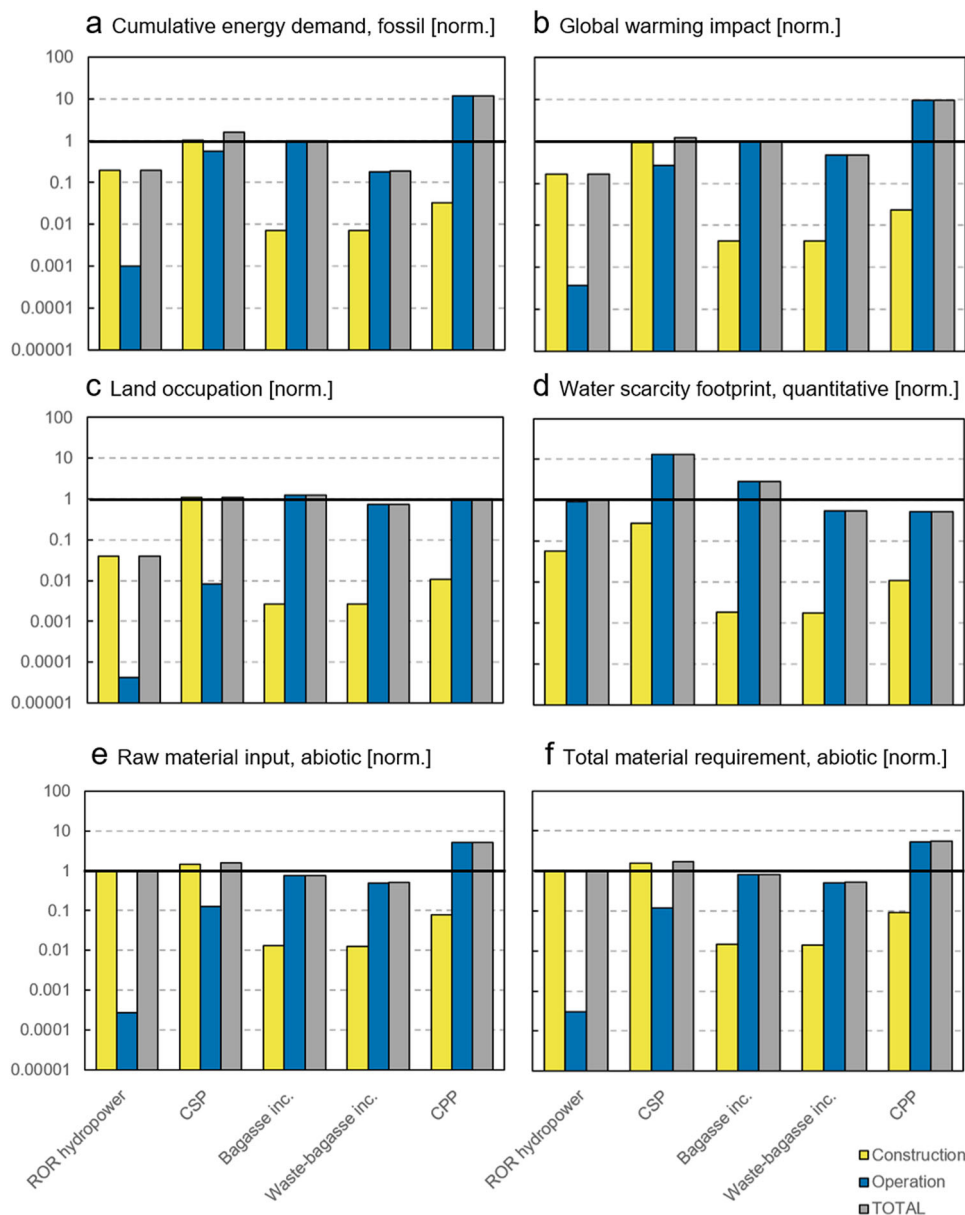 a Cumulative energy demand, fossil [norm.]
b Global warming impact [norm.]
100
10
1
0.1
0.01
0.001
0.0001
0.00001
c Land occupation [norm.]
d Water scarcity footprint, quantitative [norm.]
100
10
1
0.1
0.01
0.001
0.0001
0.00001
e Raw material input, abiotic [norm.]
f Total material requirement, abiotic [norm.]
100
10
1
0.1
0.01
0.001
0.0001
0.00001
ROR hydropower
CSP
Bagasse inc.
Waste-bagasse inc.
CPP
ROR hydropower
CSP
Bagasse inc.
Waste-bagasse inc.
CPP
Construction
Operation
TOTAL